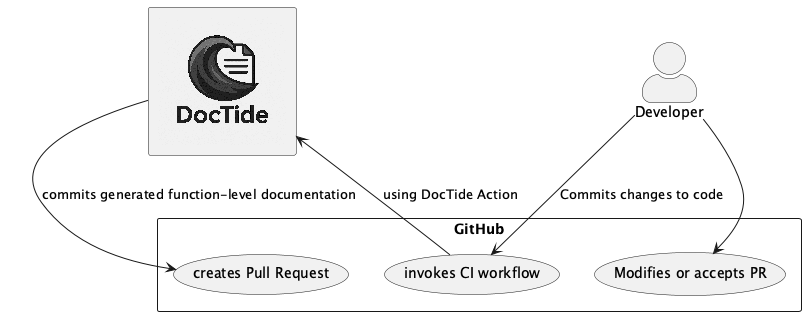 DocTide
Developer
commits generated function-level documentation
using DocTide Action
Commits changes to code
GitHub
creates Pull Request
invokes CI workflow
Modifies or accepts PR